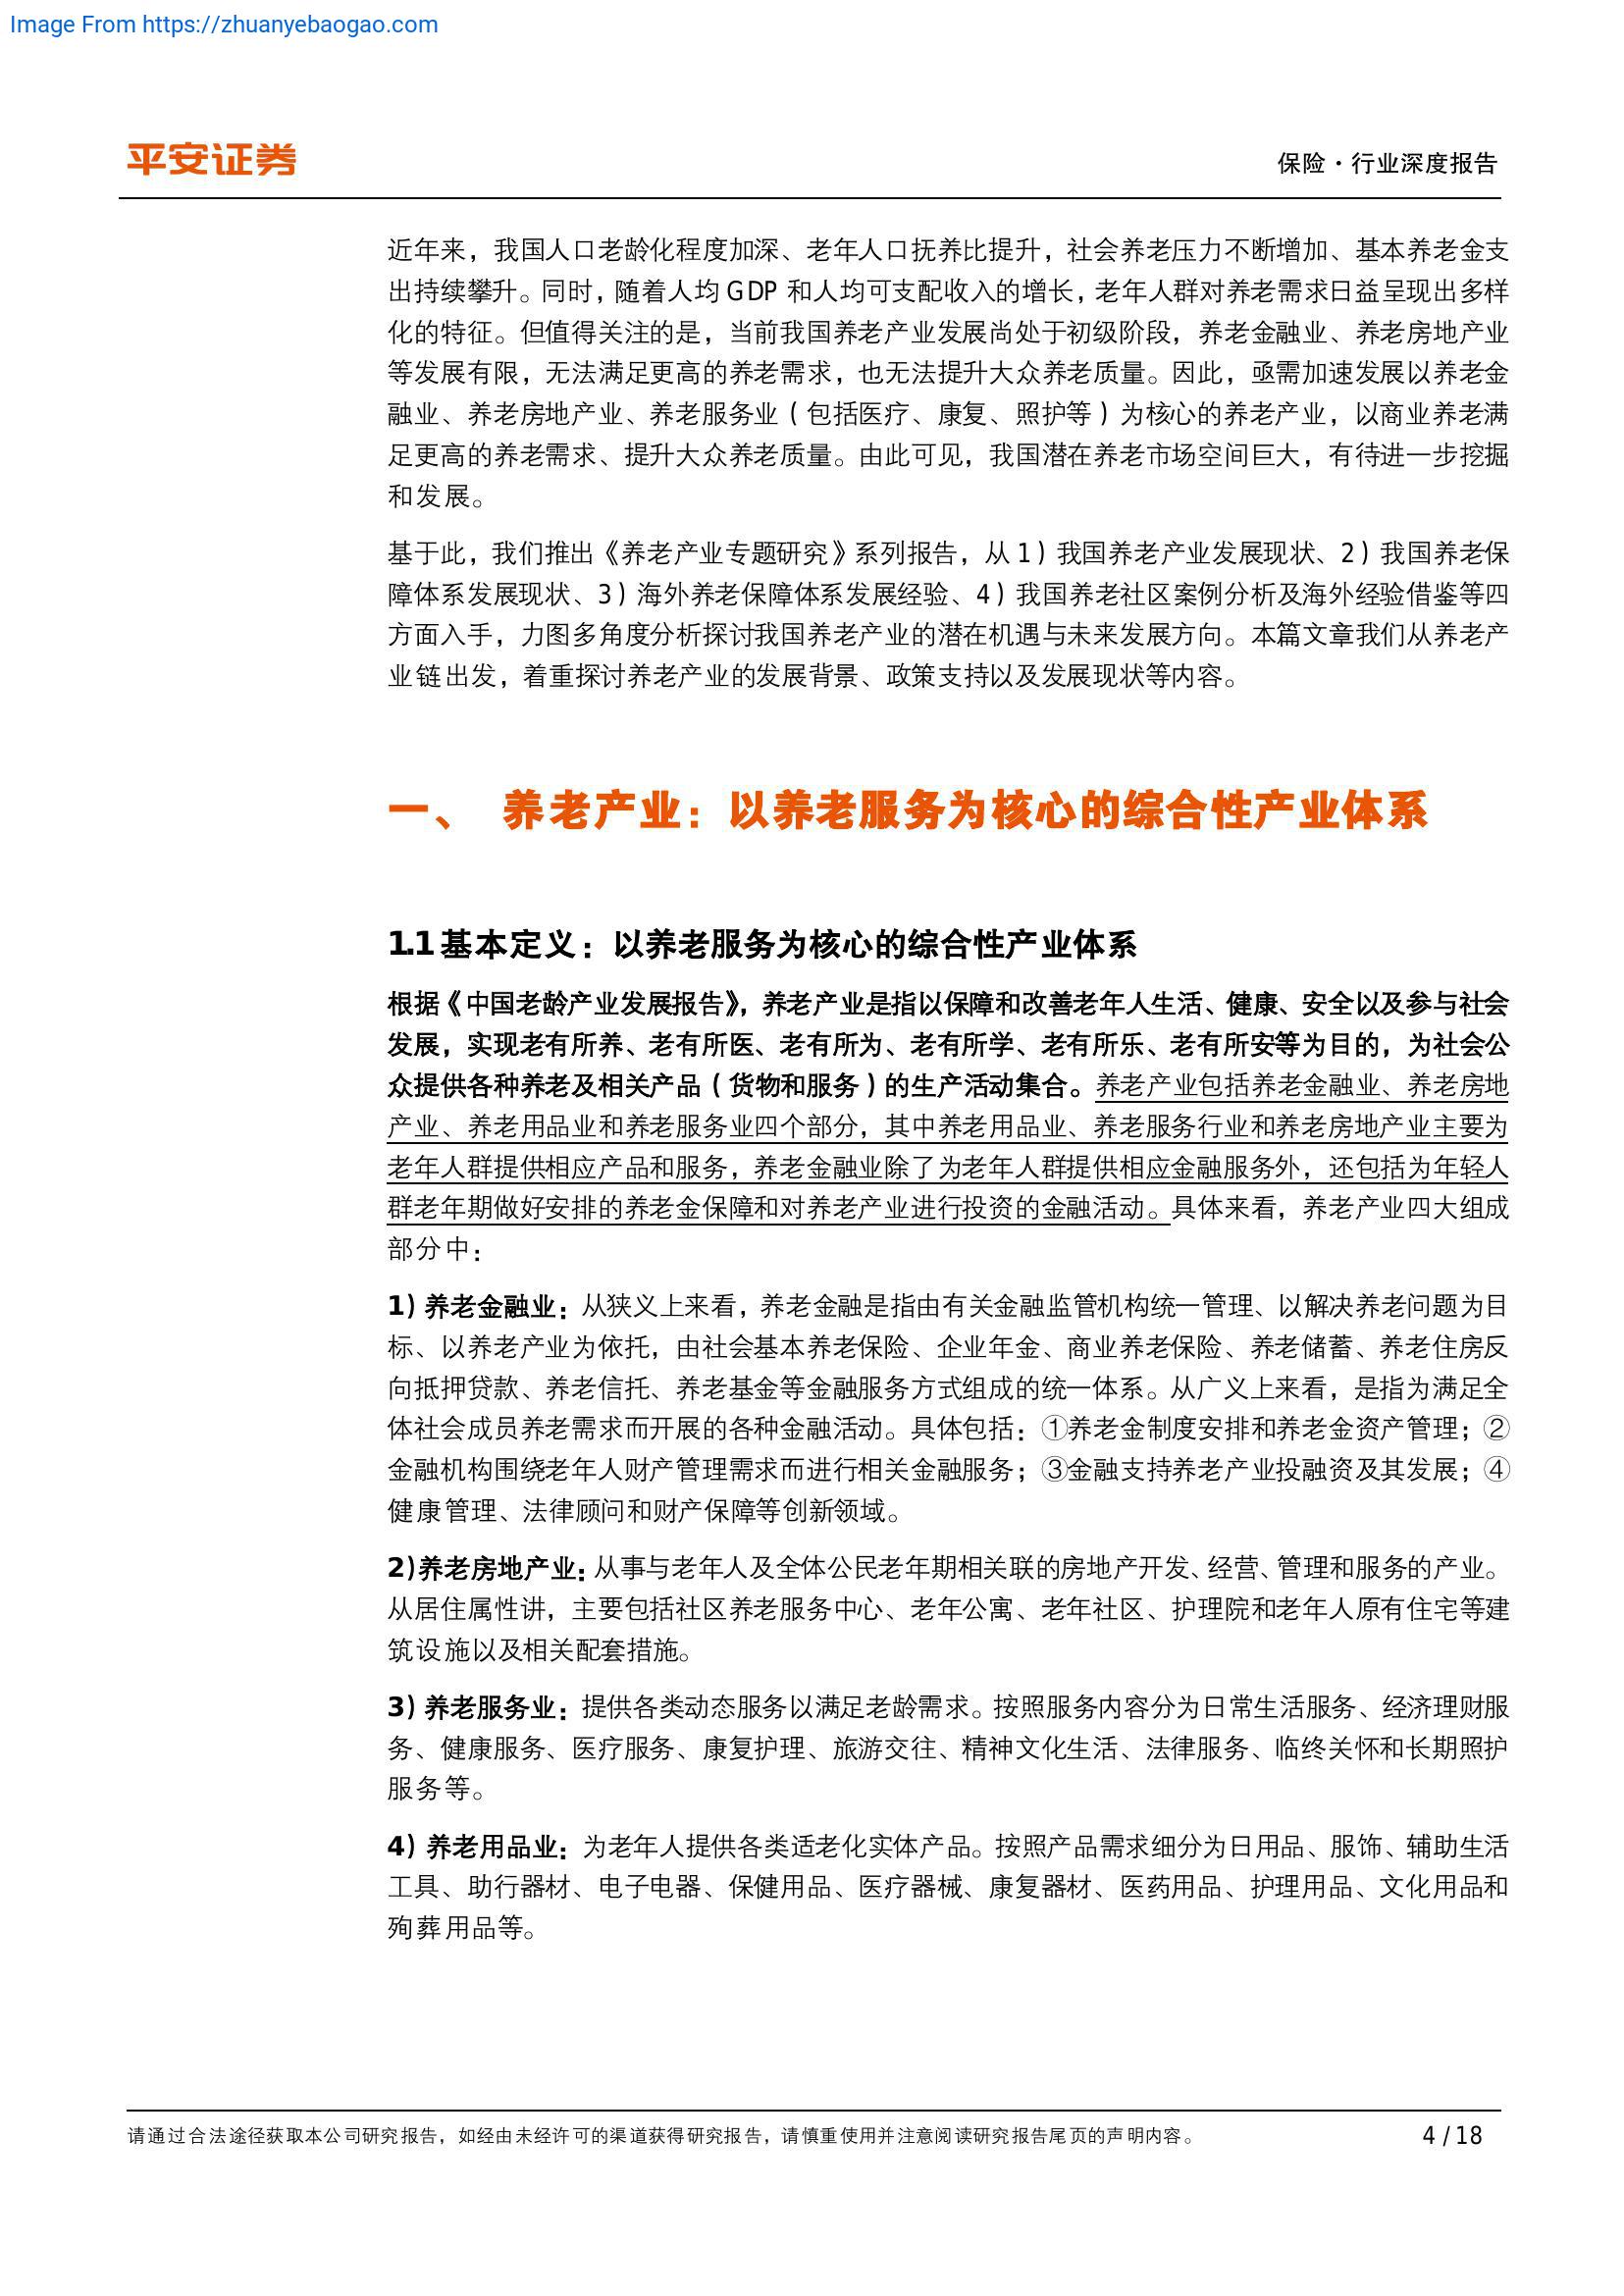 Image From https://zhuanyebaogao.com
平安证券
保险·行业深度报告
近年来，我国人口老龄化程度加深、老年人口抚养比提升，社会养老压力不断增加、基本养老金支
出持续攀升。同时，随着人均 GDP 和人均可支配收入的增长，老年人群对养老需求日益呈现出多样
化的特征。但值得关注的是，当前我国养老产业发展尚处于初级阶段，养老金融业、养老房地产业
等发展有限，无法满足更高的养老需求，也无法提升大众养老质量。因此，亟需加速发展以养老金
融业、养老房地产业、养老服务业（包括医疗、康复、照护等）为核心的养老产业，以商业养老满
足更高的养老需求、提升大众养老质量。由此可见，我国潜在养老市场空间巨大，有待进一步挖掘
和发展。
基于此，我们推出《养老产业专题研究》系列报告，从 1）我国养老产业发展现状、2）我国养老保
障体系发展现状、3）海外养老保障体系发展经验、4）我国养老社区案例分析及海外经验借鉴等四
方面入手，力图多角度分析探讨我国养老产业的潜在机遇与未来发展方向。本篇文章我们从养老产
业链出发，着重探讨养老产业的发展背景、政策支持以及发展现状等内容。
一、 养老产业：以养老服务为核心的综合性产业体系
1.1 基本定义：以养老服务为核心的综合性产业体系
根据《中国老龄产业发展报告》，养老产业是指以保障和改善老年人生活、健康、安全以及参与社会
发展，实现老有所养、老有所医、老有所为、老有所学、老有所乐、老有所安等为目的，为社会公
众提供各种养老及相关产品（货物和服务）的生产活动集合。养老产业包括养老金融业、养老房地
产业、养老用品业和养老服务业四个部分，其中养老用品业、养老服务行业和养老房地产业主要为
老年人群提供相应产品和服务，养老金融业除了为老年人群提供相应金融服务外，还包括为年轻人
群老年期做好安排的养老金保障和对养老产业进行投资的金融活动。具体来看，养老产业四大组成
部分中：
1）养老金融业：从狭义上来看，养老金融是指由有关金融监管机构统一管理、以解决养老问题为目
标、以养老产业为依托，由社会基本养老保险、企业年金、商业养老保险、养老储蓄、养老住房反
向抵押贷款、养老信托、养老基金等金融服务方式组成的统一体系。从广义上来看，是指为满足全
体社会成员养老需求而开展的各种金融活动。具体包括：①养老金制度安排和养老金资产管理；②
金融机构围绕老年人财产管理需求而进行相关金融服务；③金融支持养老产业投融资及其发展；④
健康管理、法律顾问和财产保障等创新领域。
2）养老房地产业：从事与老年人及全体公民老年期相关联的房地产开发、经营、管理和服务的产业。
从居住属性讲，主要包括社区养老服务中心、老年公寓、老年社区、护理院和老年人原有住宅等建
筑设施以及相关配套措施。
3）养老服务业：提供各类动态服务以满足老龄需求。按照服务内容分为日常生活服务、经济理财服
务、健康服务、医疗服务、康复护理、旅游交往、精神文化生活、法律服务、临终关怀和长期照护
服务等。
4）养老用品业：为老年人提供各类适老化实体产品。按照产品需求细分为日用品、服饰、辅助生活
工具、助行器材、电子电器、保健用品、医疗器械、康复器材、医药用品、护理用品、文化用品和
殉葬用品等。
请通过合法途径获取本公司研究报告，如经由未经许可的渠道获得研究报告，请慎重使用并注意阅读研究报告尾页的声明内容。
4 / 18